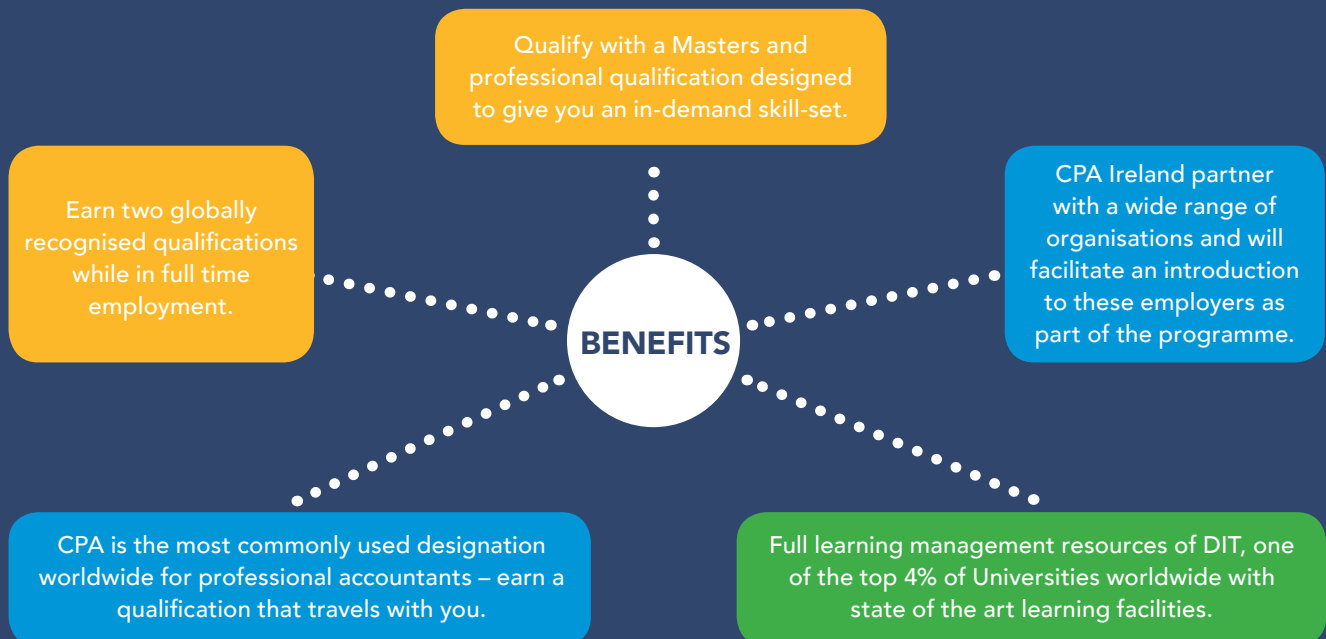 Qualify with a Masters and
professional qualification designed
to give you an in-demand skill-set.
Earn two globally
recognised qualifications
while in full time
employment.
CPA Ireland partner
with a wide range of
organisations and will
facilitate an introduction
to these employers as
part of the programme.
BENEFITS
CPA is the most commonly used designation
worldwide for professional accountants – earn a
qualification that travels with you.
Full learning management resources of DIT, one
of the top 4% of Universities worldwide with
state of the art learning facilities.